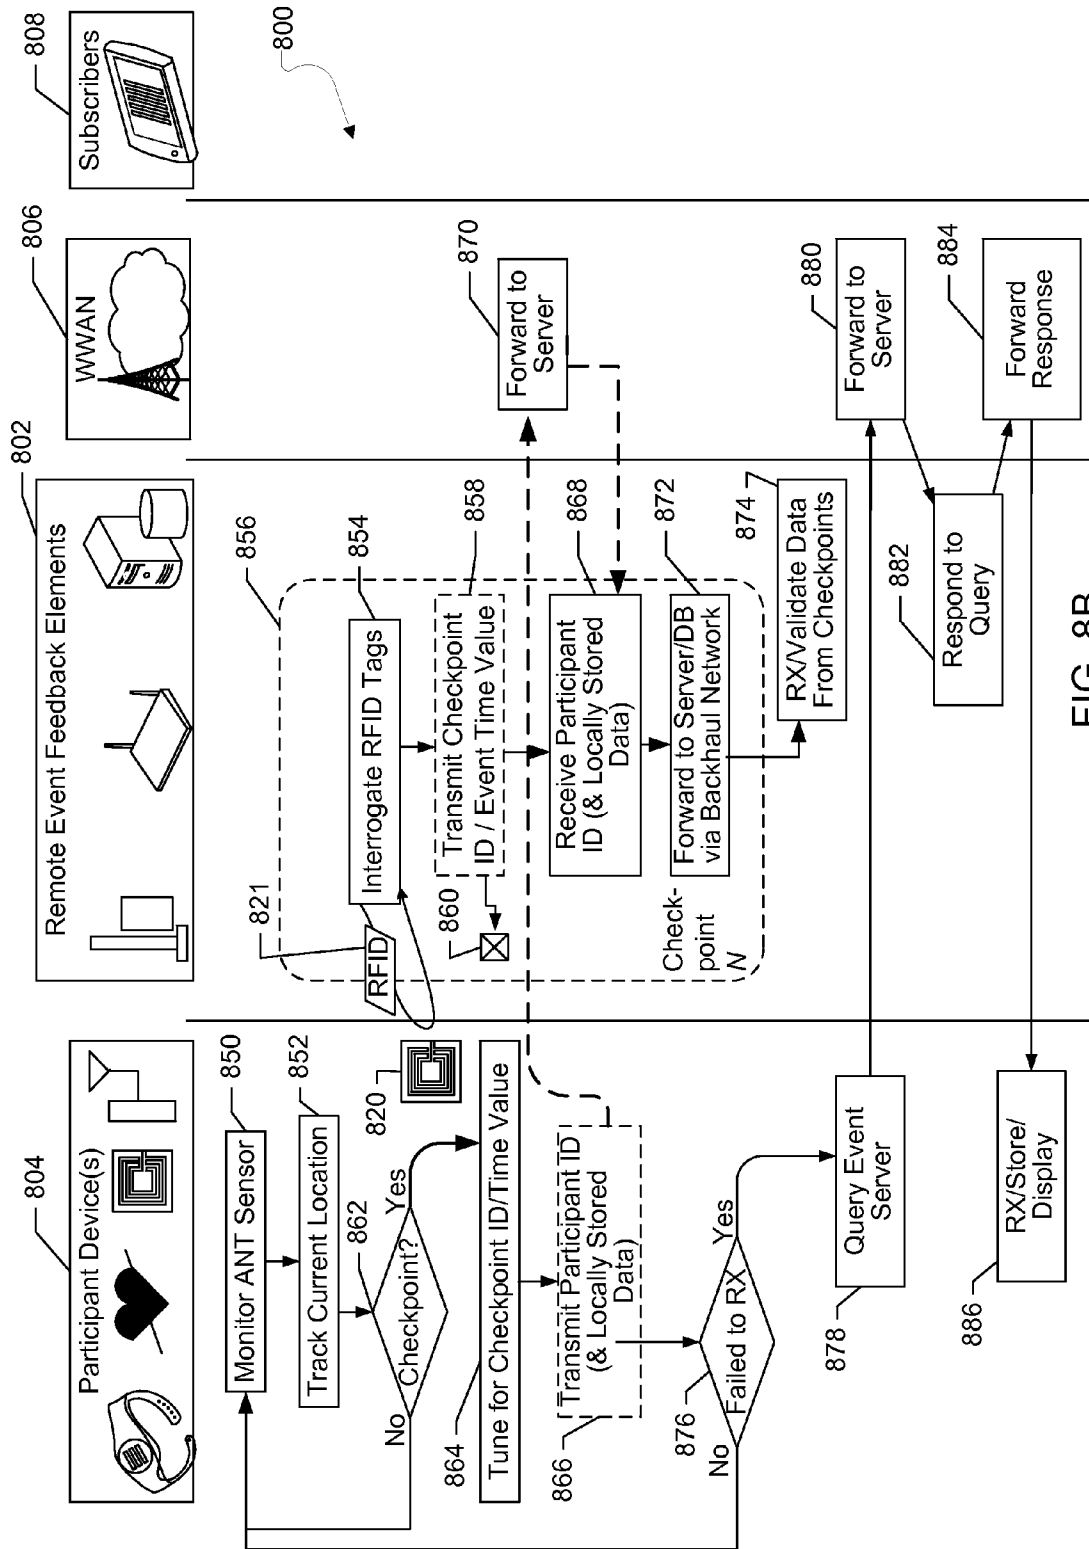 804
Participant Device(s)
802
Remote Event Feedback Elements
806
WWAN
808
Subscribers
800
850
Monitor ANT Sensor
852
Track Current Location
862
Checkpoint?
No
Yes
820
821
RFID
856
854
Interrogate RFID Tags
864
Tune for Checkpoint ID/Time Value
860
858
Transmit Checkpoint
ID / Event Time Value
866
Transmit Participant ID
(& Locally Stored
Data)
870
Forward to
Server
868
Receive Participant
ID (& Locally Stored
Data)
872
Forward to Server/DB
via Backhaul Network
Check-
point
N
874
RX/Validate Data
From Checkpoints
876
Failed to RX
No
Yes
878
Query Event
Server
880
Forward to
Server
882
Respond to
Query
884
Forward
Response
886
RX/Store/
Display
FIG. 8B